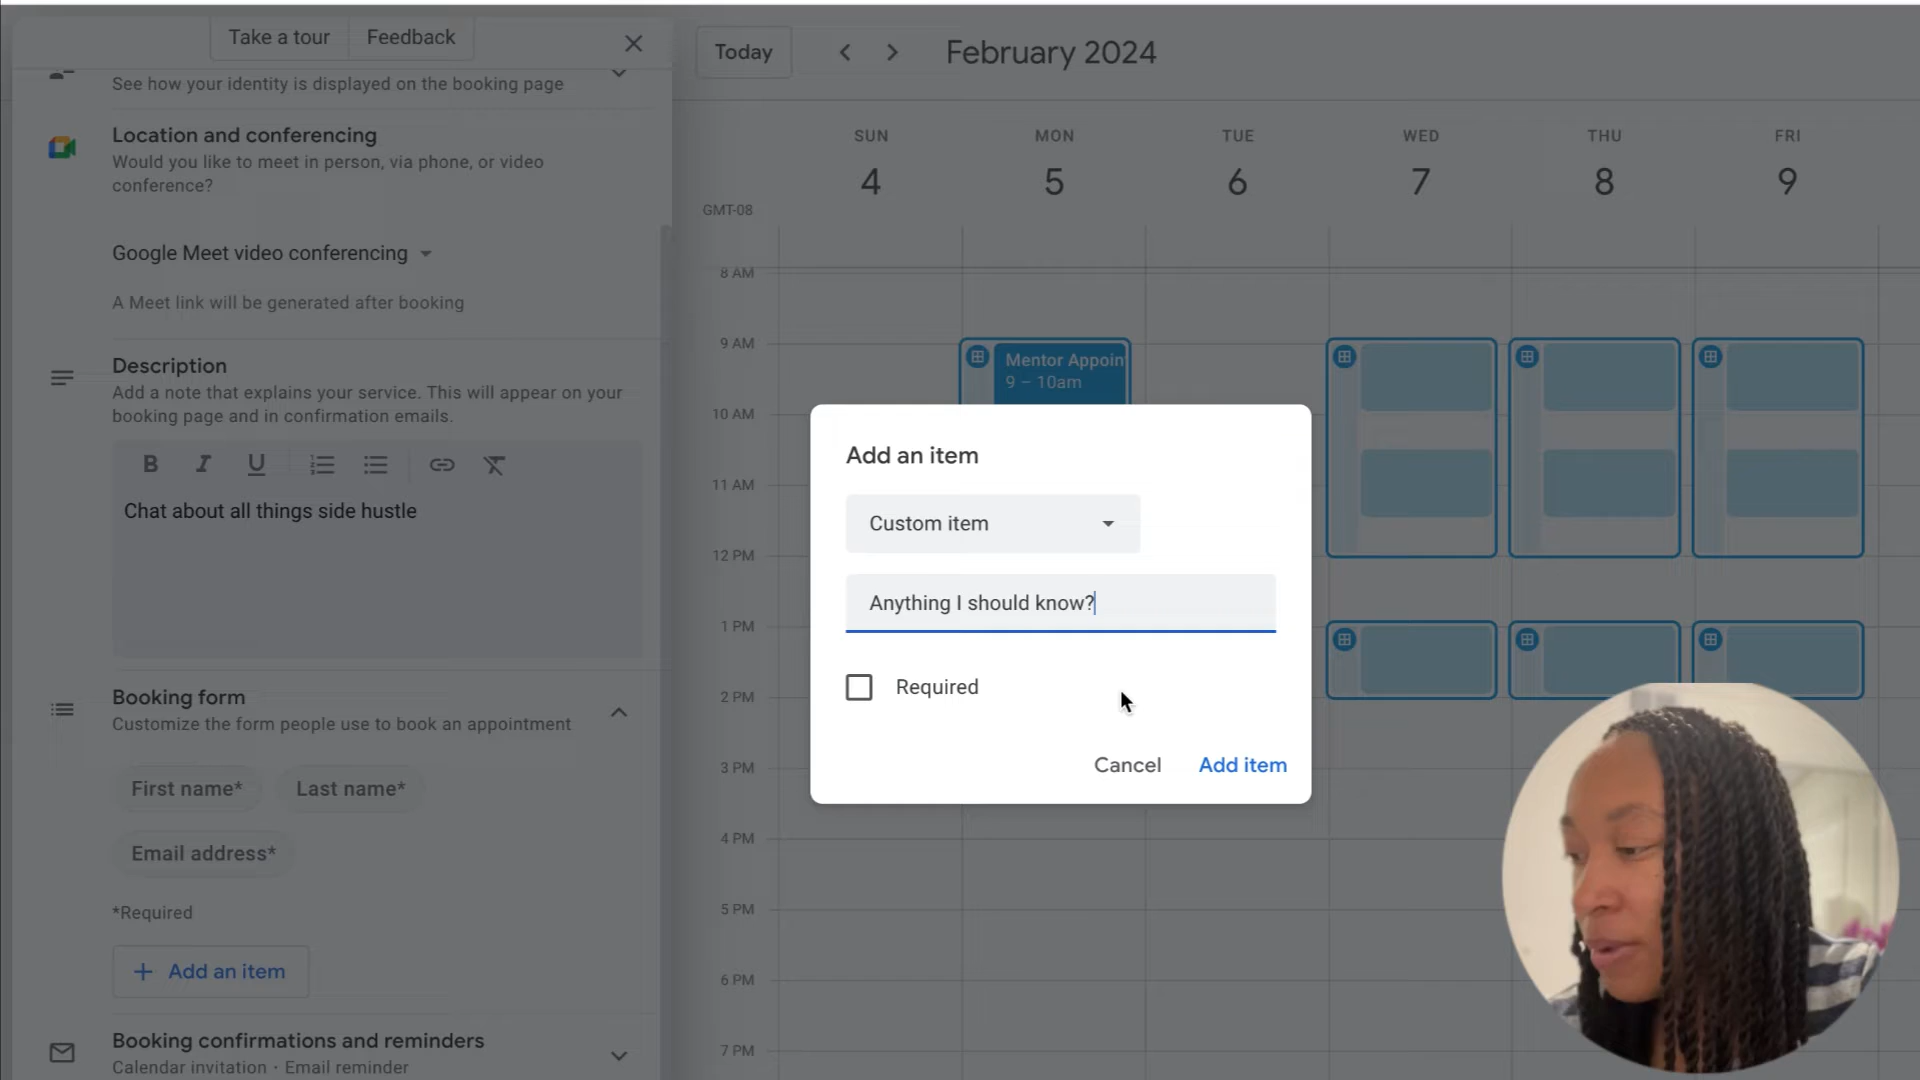 Take a tour
Feedback
See how your identity is displayed on the booking page
Location and conferencing
Would you like to meet in person, via phone, or video
conference?
Google Meet video conferencing
A Meet link will be generated after booking
Description
Add a note that explains your service. This will appear on your
booking page and in confirmation emails.
B I U
Chat about all things side hustle
Booking form
Customize the form people use to book an appointment
First name*
Last name*
Email address*
*Required
+ Add an item
Booking confirmations and reminders
Calendar invitation · Email reminder
Today
February 2024
SUN
MON
TUE
WED
THU
FRI
4
5
6
7
8
9
GMT-08
8 AM
9 AM
10 AM
11 AM
12 PM
1 PM
2 PM
3 PM
4 PM
5 PM
6 PM
7 PM
Mentor Appoin
9 – 10am
Add an item
Custom item
Anything I should know?
Required
Cancel
Add item